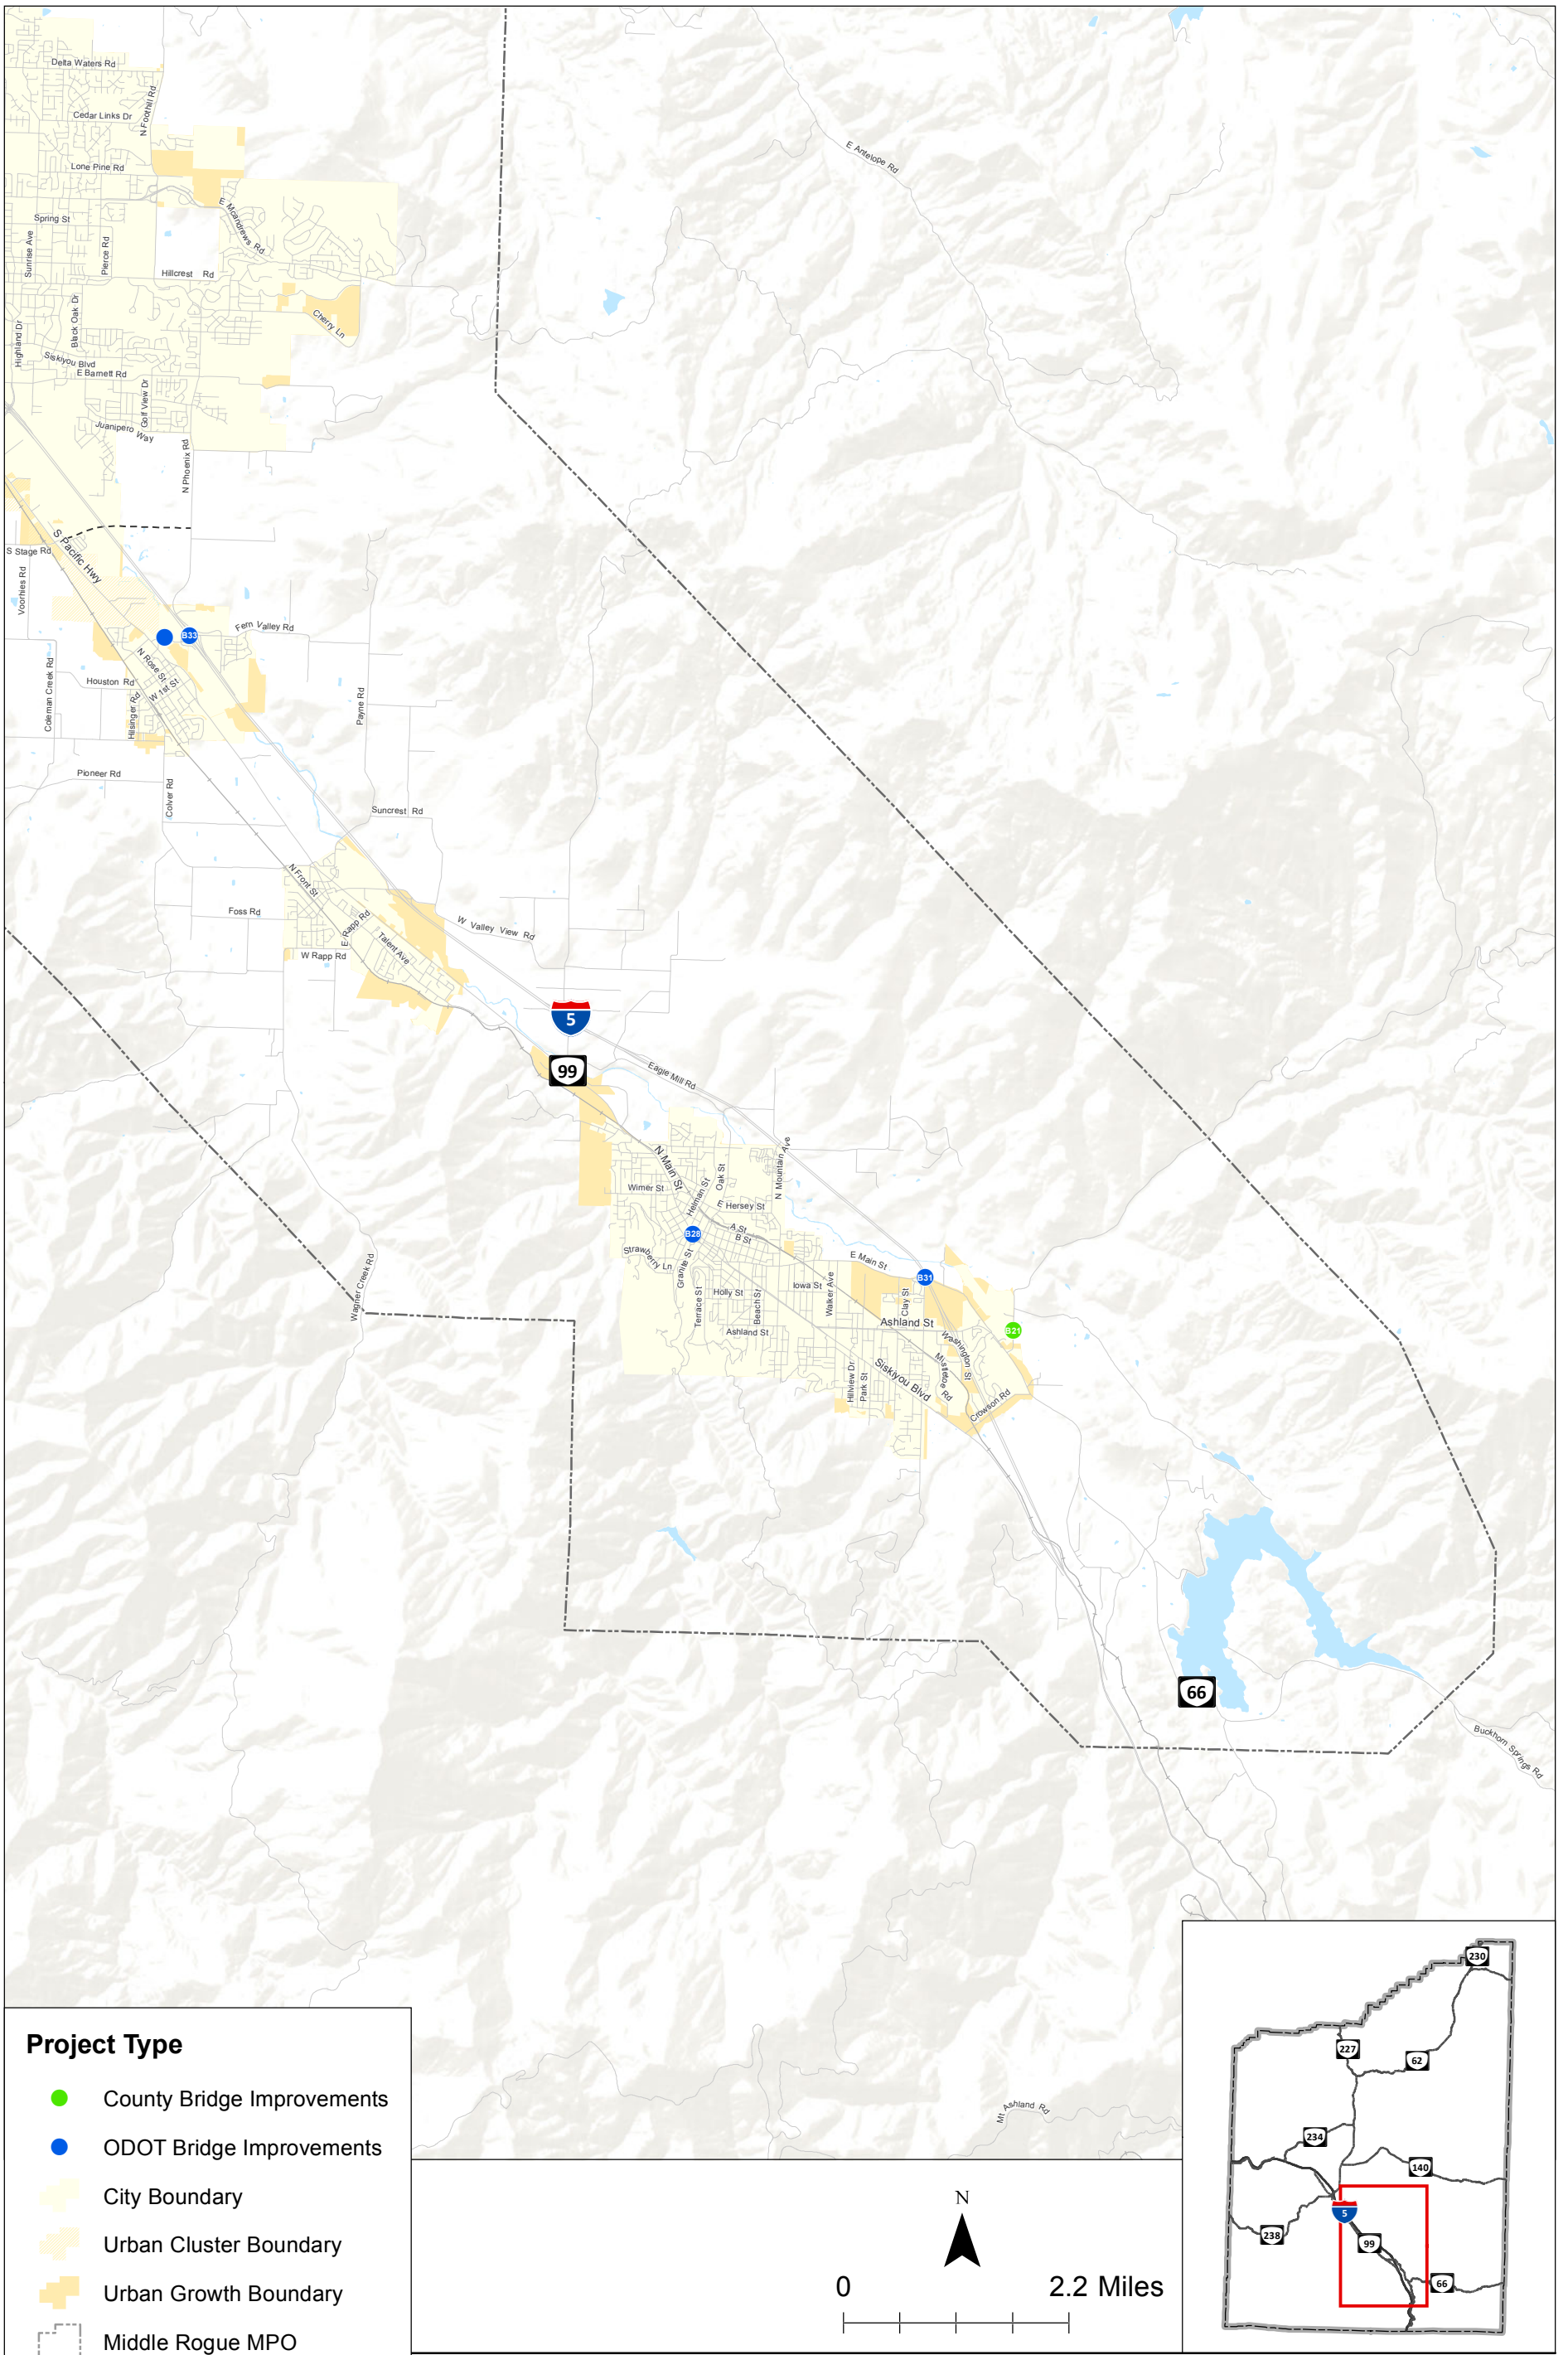 Delta Waters Rd
Cedar Links Dr
N Foothill Rd
Lone Pine Rd
E Mcandrews Rd
Spring St
Sunrise Ave
Pierce Rd
Hillcrest Rd
Black Oak Dr
Highland Dr
Cherry Ln
Siskiyou Blvd
E Barnett Rd
Golf View Dr
Juanipero Way
N Phoenix Rd
E Antelope Rd
S Pacific Hwy
S Stage Rd
Voorhies Rd
B33
Fern Valley Rd
N Rose St
W 1st St
Houston Rd
Hilsinger Rd
Coleman Creek Rd
Payne Rd
Pioneer Rd
Colver Rd
Suncrest Rd
N Front St
Foss Rd
E Rapp Rd
W Rapp Rd
Talent Ave
W Valley View Rd
5
99
Eagle Mill Rd
N Main St
Wimer St
Helman St
Oak St
E Hersey St
N Mountain Ave
B28
A St
B St
Strawberry Ln
Granite St
Terrace St
Holly St
Beach St
Ashland St
Iowa St
Walker Ave
E Main St
B31
Clay St
Ashland St
B21
Washington St
Mistletoe Rd
Siskiyou Blvd
Hillview Dr
Park St
Crowson Rd
Wagner Creek Rd
66
Buckhorn Springs Rd
Mt Ashland Rd
Project Type
County Bridge Improvements
ODOT Bridge Improvements
City Boundary
Urban Cluster Boundary
Urban Growth Boundary
Middle Rogue MPO
N
0 2.2 Miles
230
227
62
234
140
5
238
99
66